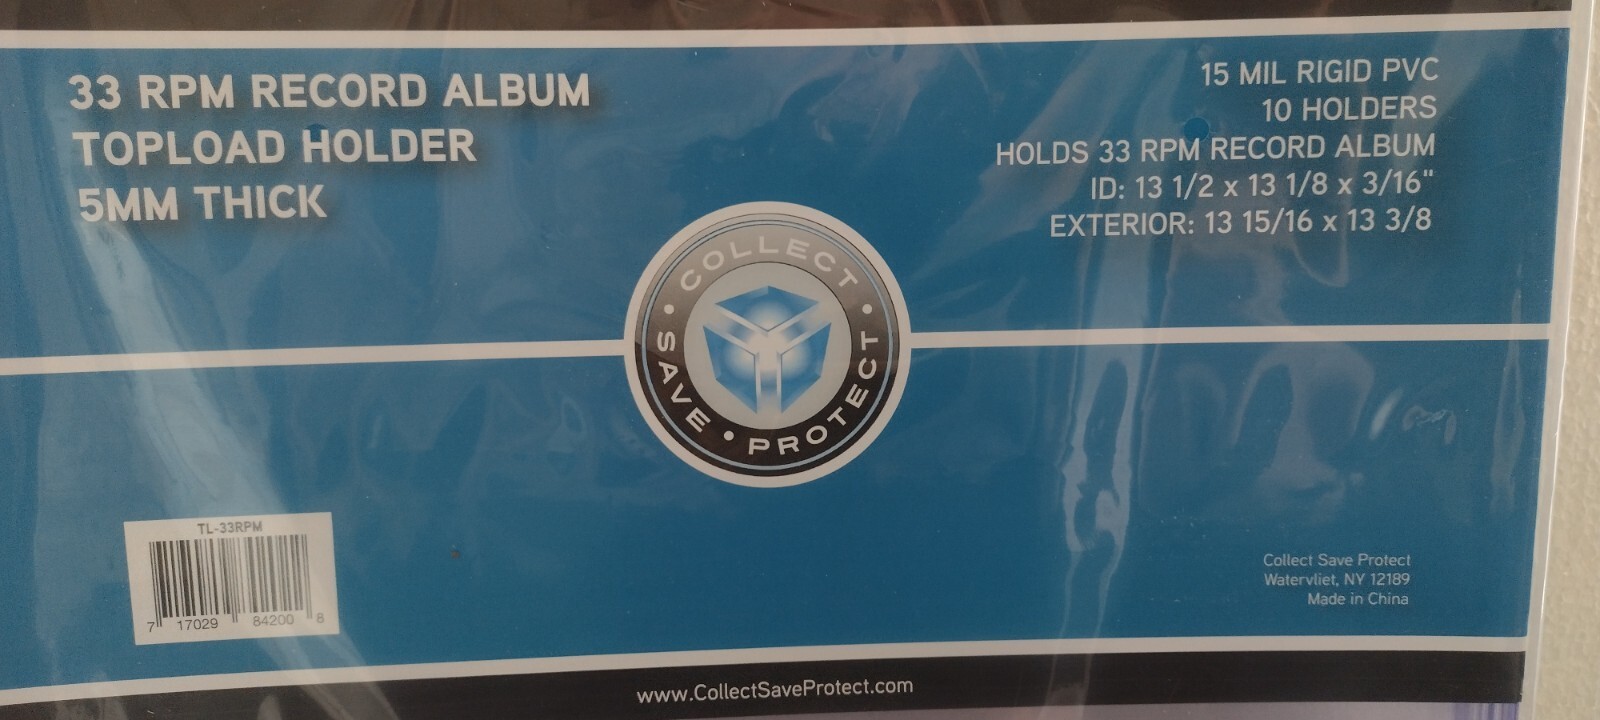 33 RPM RECORD ALBUM
TOPLOAD HOLDER
5MM THICK
15 MIL RIGID PVC
10 HOLDERS
HOLDS 33 RPM RECORD ALBUM
ID: 13 1/2 x 13 1/8 x 3/16"
EXTERIOR: 13 15/16 x 13 3/8
COLLECT • SAVE • PROTECT •
TL-33RPM
7 17029 84200 8
Collect Save Protect
Watervliet, NY 12189
Made in China
www.CollectSaveProtect.com